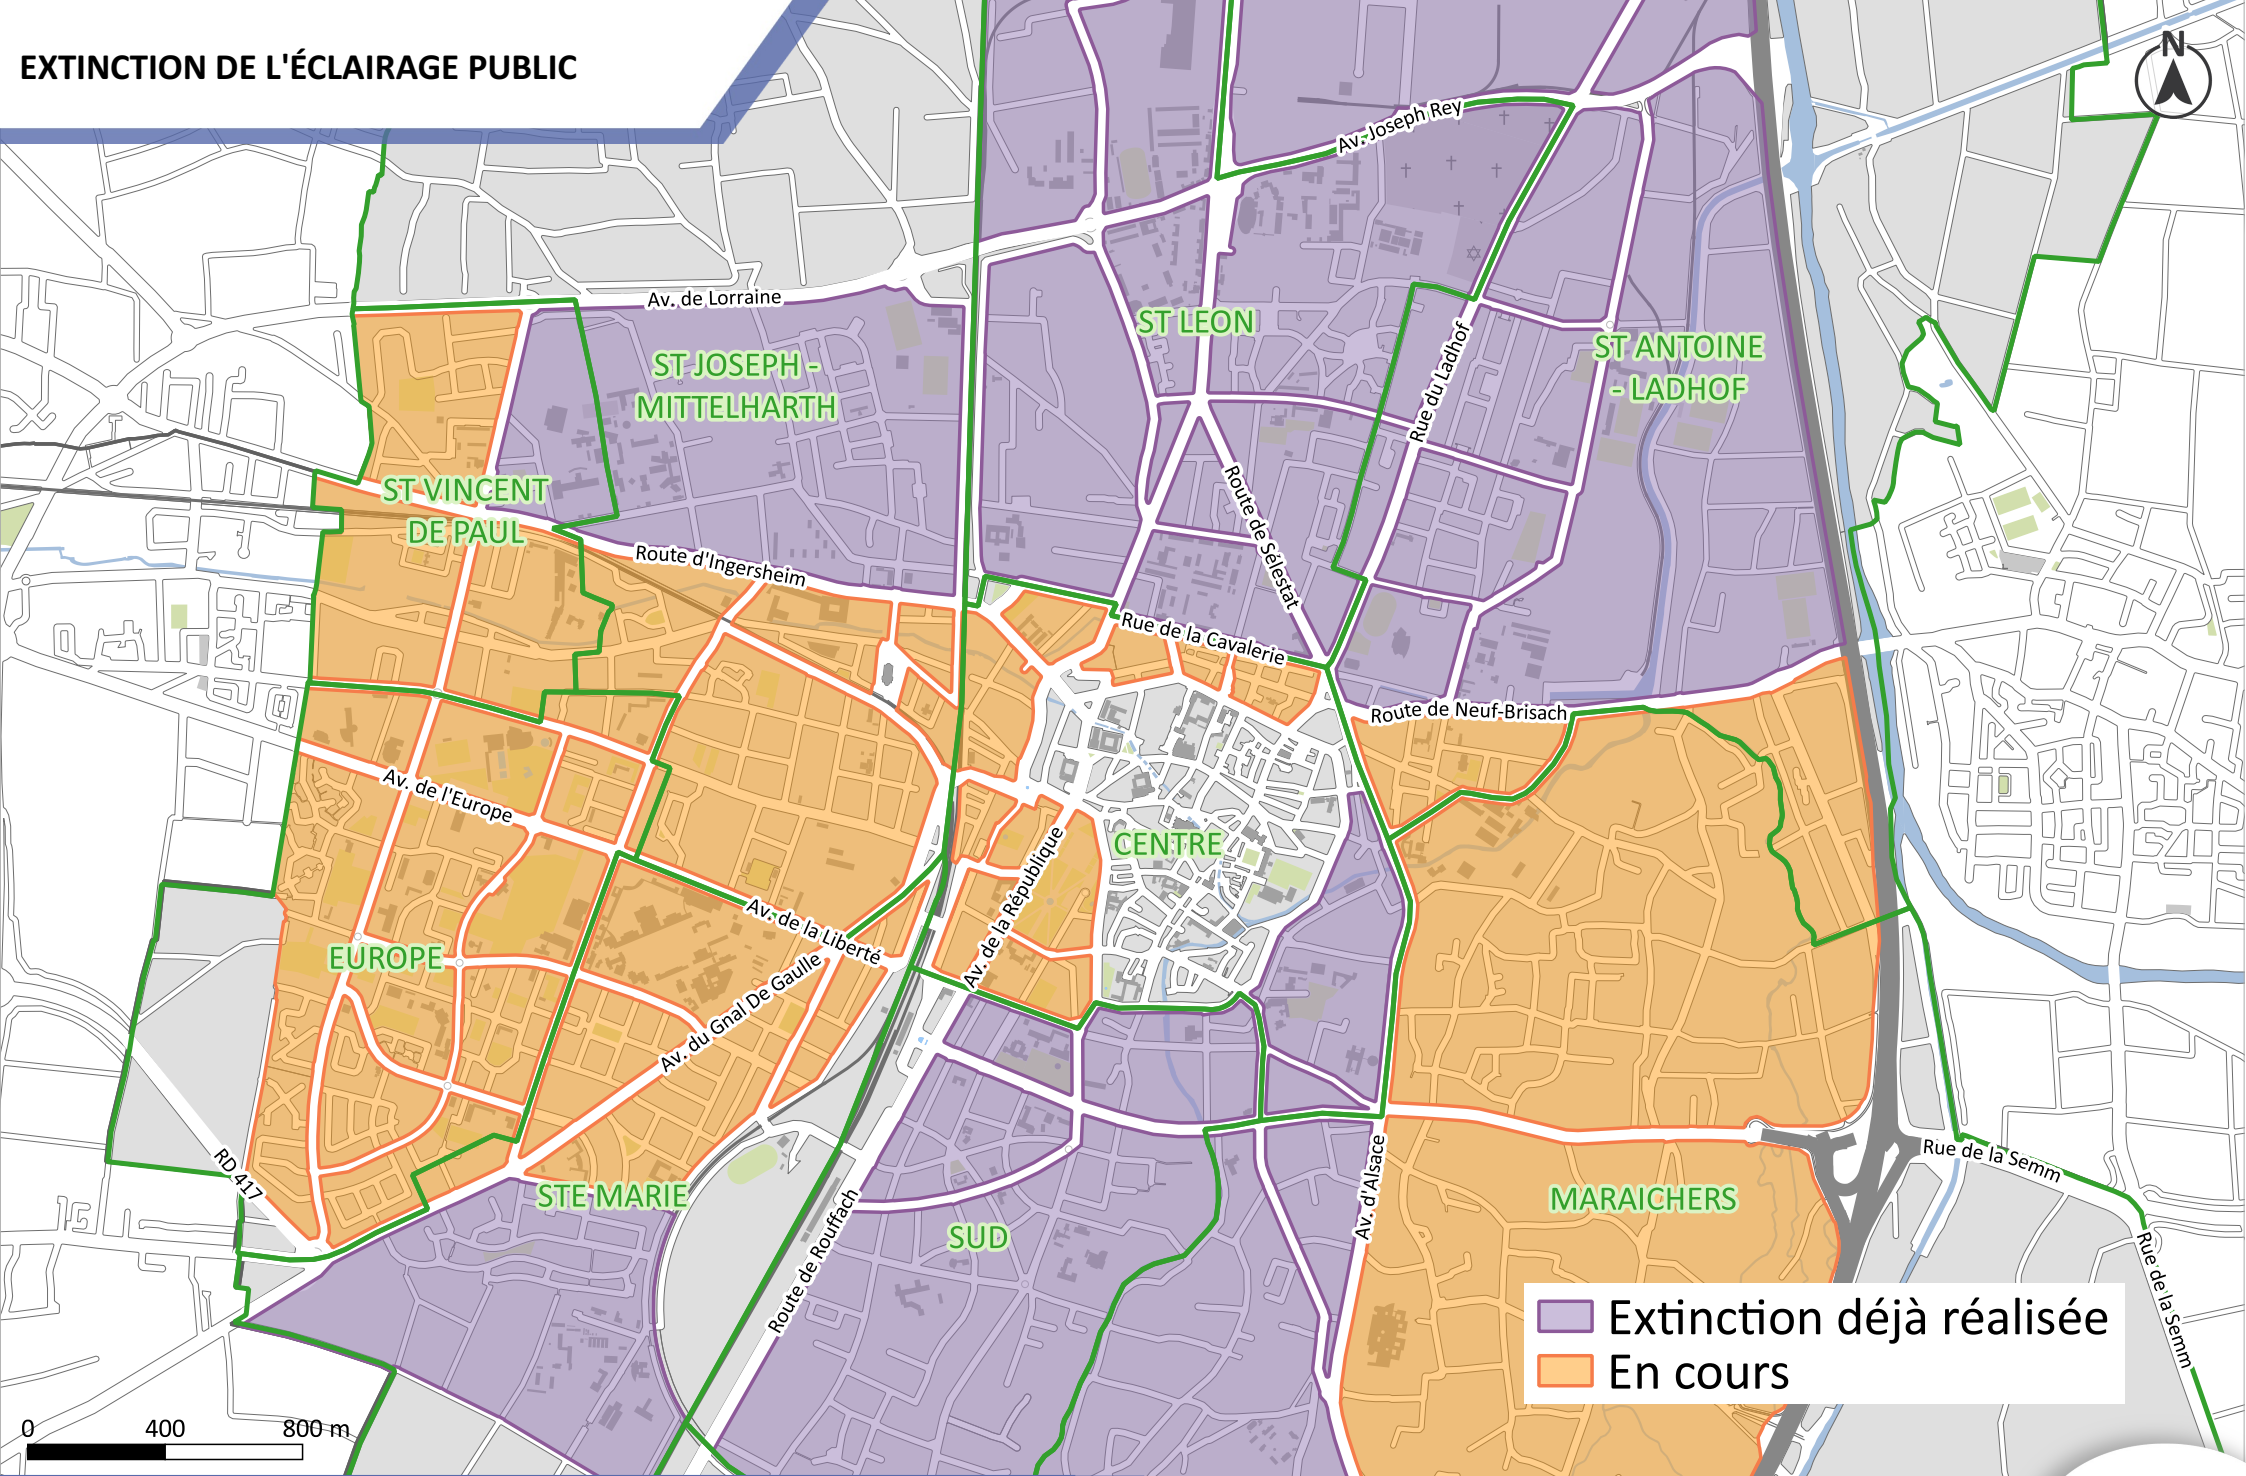 EXTINCTION DE L'ÉCLAIRAGE PUBLIC
N
Av. Joseph Rey
Av. de Lorraine
ST LEON
ST JOSEPH -
MITTELHARTH
ST ANTOINE
- LADHOF
Rue du Ladhof
ST VINCENT
DE PAUL
Route de Sélestat
Route d'Ingersheim
Rue de la Cavalerie
Route de Neuf-Brisach
Av. de l'Europe
CENTRE
Av. de la République
Av. de la Liberté
EUROPE
Av. du Gnal De Gaulle
RD 417
STE MARIE
Av. d'Alsace
MARAICHERS
Rue de la Semm
SUD
Route de Rouffach
Rue de la Semm
Extinction déjà réalisée
En cours
0 400 800 m